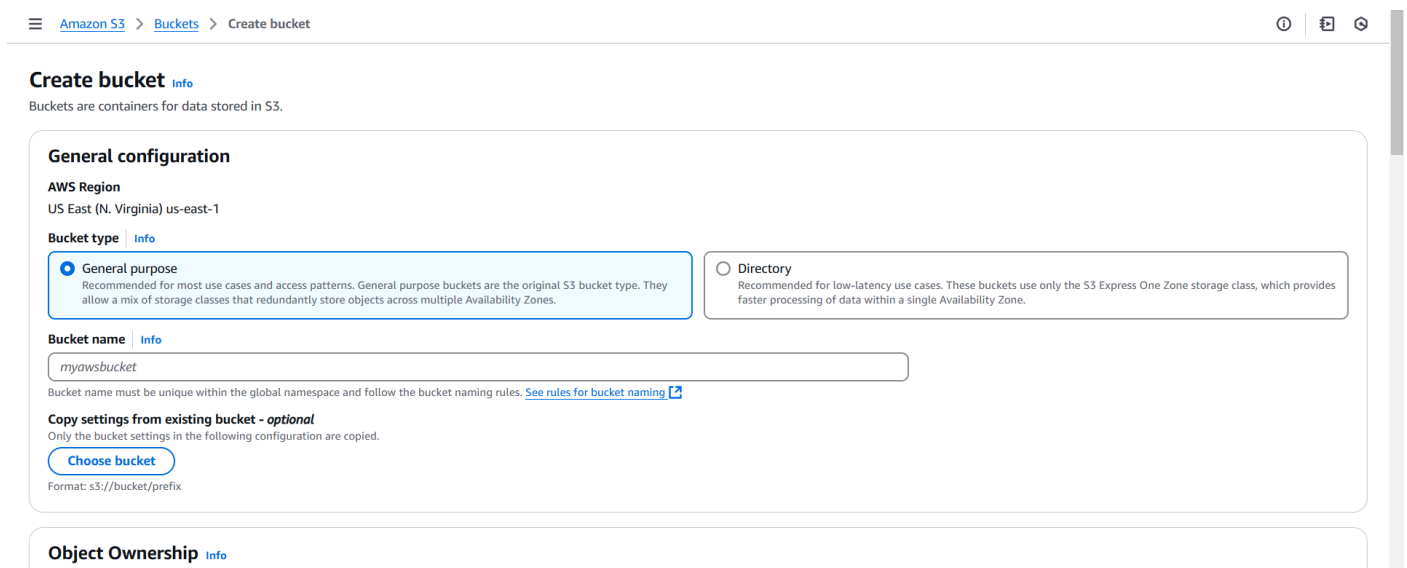 Amazon S3 > Buckets > Create bucket
Create bucket Info
Buckets are containers for data stored in S3.
General configuration
AWS Region
US East (N. Virginia) us-east-1
Bucket type Info
General purpose
Recommended for most use cases and access patterns. General purpose buckets are the original S3 bucket type. They
allow a mix of storage classes that redundantly store objects across multiple Availability Zones.
Directory
Recommended for low-latency use cases. These buckets use only the S3 Express One Zone storage class, which provides
faster processing of data within a single Availability Zone.
Bucket name Info
myawsbucket
Bucket name must be unique within the global namespace and follow the bucket naming rules. See rules for bucket naming
Copy settings from existing bucket - optional
Only the bucket settings in the following configuration are copied.
Choose bucket
Format: s3://bucket/prefix
Object Ownership Info